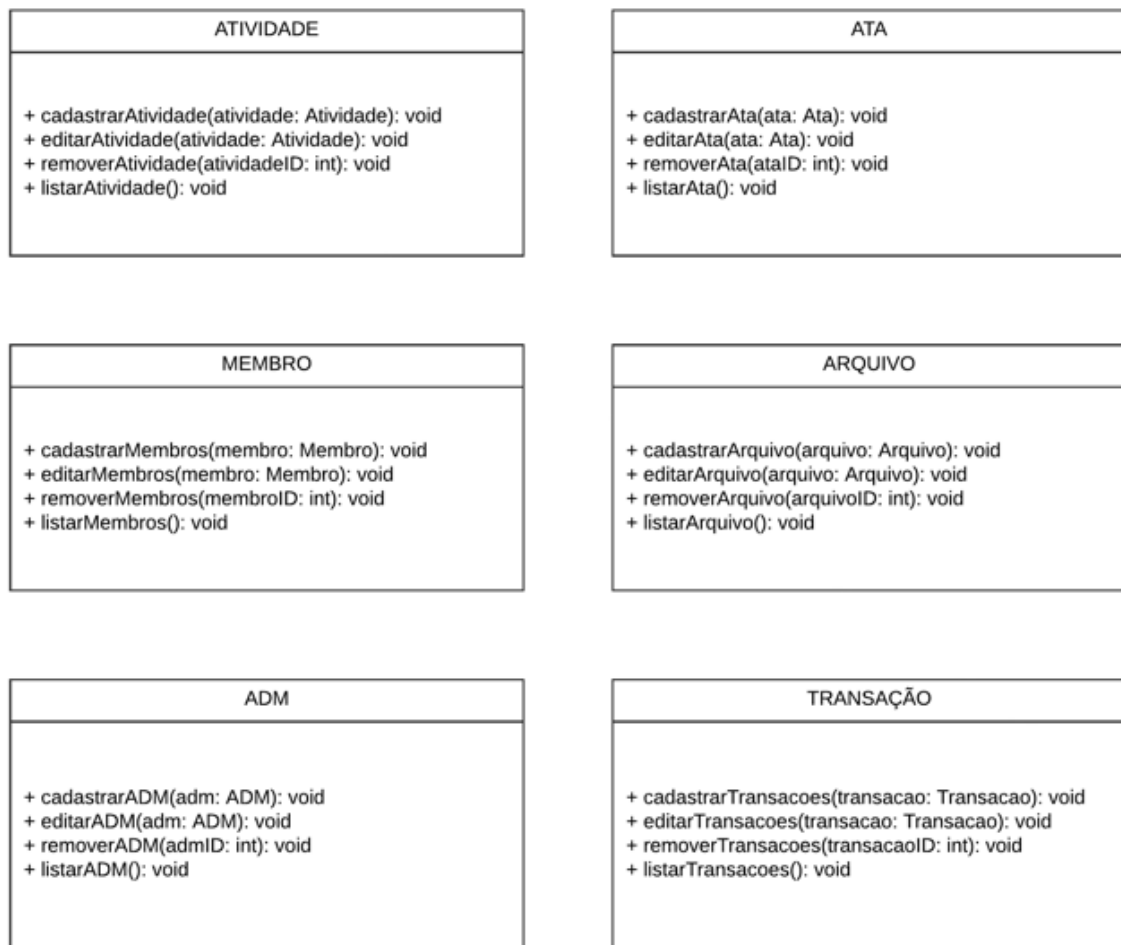 ATIVIDADE
+ cadastrarAtividade(atividade: Atividade): void
+ editarAtividade(atividade: Atividade): void
+ removerAtividade(atividadeID: int): void
+ listarAtividade(): void
ATA
+ cadastrarAta(ata: Ata): void
+ editarAta(ata: Ata): void
+ removerAta(ataID: int): void
+ listarAta(): void
MEMBRO
+ cadastrarMembros(membro: Membro): void
+ editarMembros(membro: Membro): void
+ removerMembros(membroID: int): void
+ listarMembros(): void
ARQUIVO
+ cadastrarArquivo(arquivo: Arquivo): void
+ editarArquivo(arquivo: Arquivo): void
+ removerArquivo(arquivoID: int): void
+ listarArquivo(): void
ADM
+ cadastrarADM(adm: ADM): void
+ editarADM(adm: ADM): void
+ removerADM(admID: int): void
+ listarADM(): void
TRANSAÇÃO
+ cadastrarTransacoes(transacao: Transacao): void
+ editarTransacoes(transacao: Transacao): void
+ removerTransacoes(transacaoID: int): void
+ listarTransacoes(): void